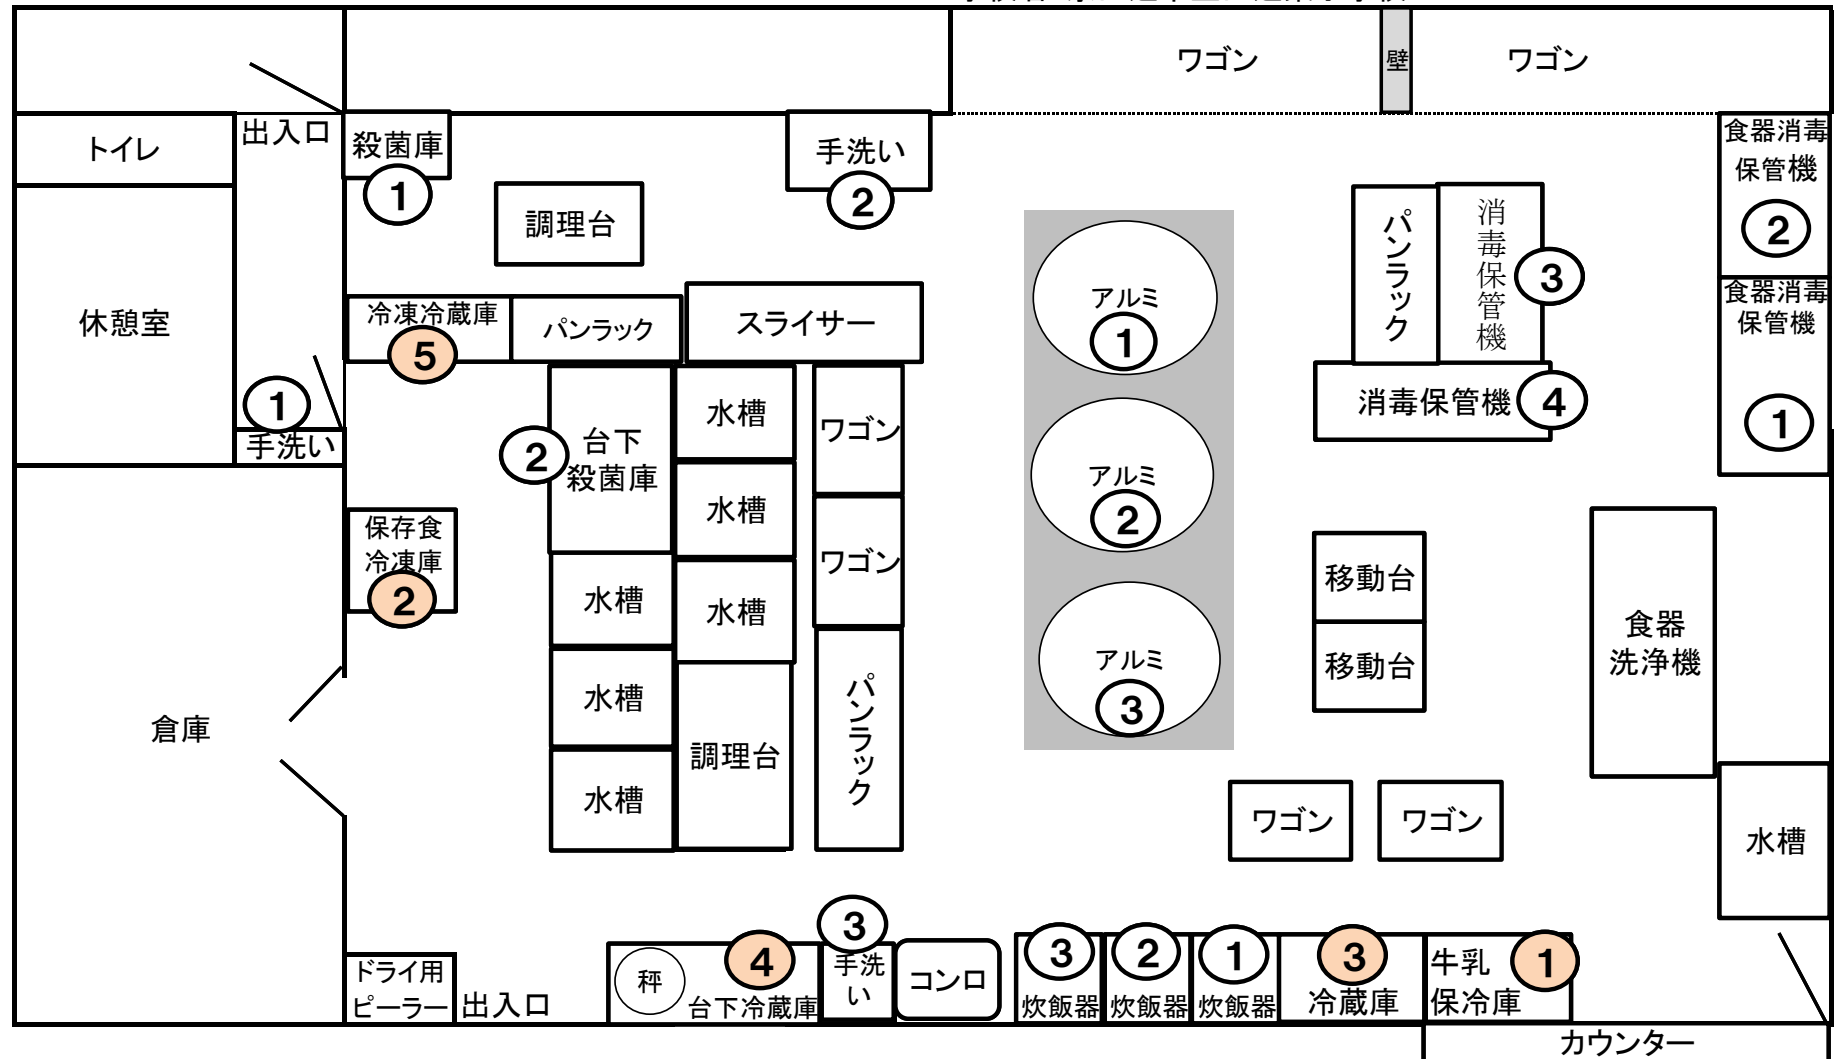 ワゴン
壁
ワゴン
トイレ
出入口
殺菌庫
1
手洗い
2
食器消毒
保管機
2
調理台
パンラック
消毒保管機
3
アルミ
1
食器消毒
保管機
1
休憩室
冷凍冷蔵庫
5
パンラック
スライサー
消毒保管機
4
1
手洗い
2
台下
殺菌庫
水槽
ワゴン
水槽
アルミ
2
保存食
冷凍庫
2
ワゴン
水槽
水槽
移動台
移動台
食器
洗浄機
アルミ
3
水槽
パンラック
倉庫
調理台
水槽
ワゴン
ワゴン
水槽
ドライ用
ピーラー
出入口
秤
4
台下冷蔵庫
3
手洗
い
コンロ
3
炊飯器
2
炊飯器
1
炊飯器
3
冷蔵庫
牛乳
保冷庫
1
カウンター